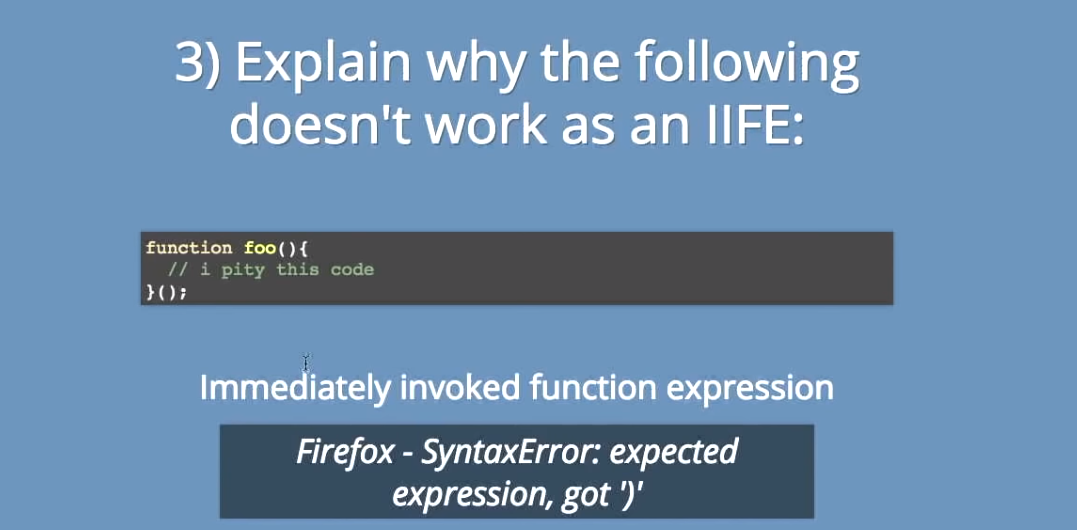 3) Explain why the following
doesn't work as an IIFE:
function foo(){
  // i pity this code
}();
Immediately invoked function expression
Firefox - SyntaxError: expected
expression, got ')'